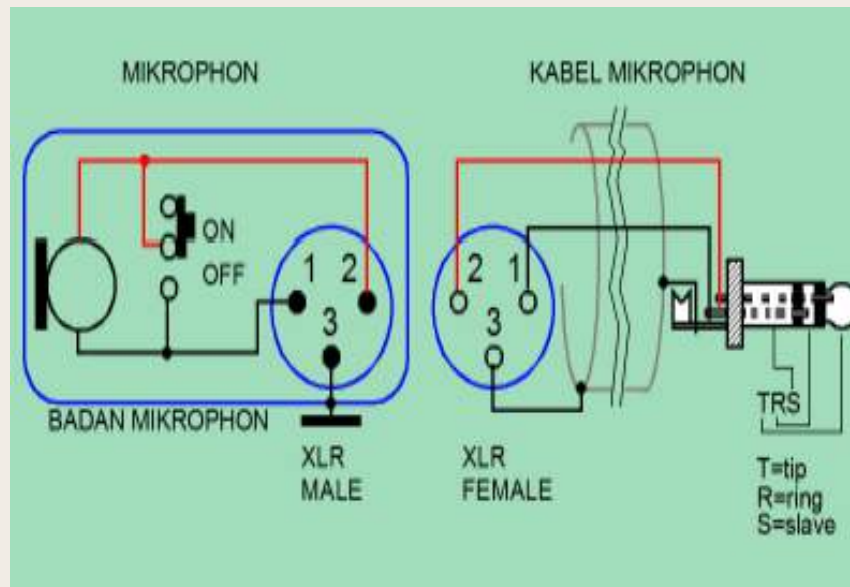 MIKROPHON
KABEL MIKROPHON
ON
OFF
1
2
3
2
1
3
BADAN MIKROPHON
XLR
MALE
XLR
FEMALE
TRS
T=tip
R=ring
S=slave